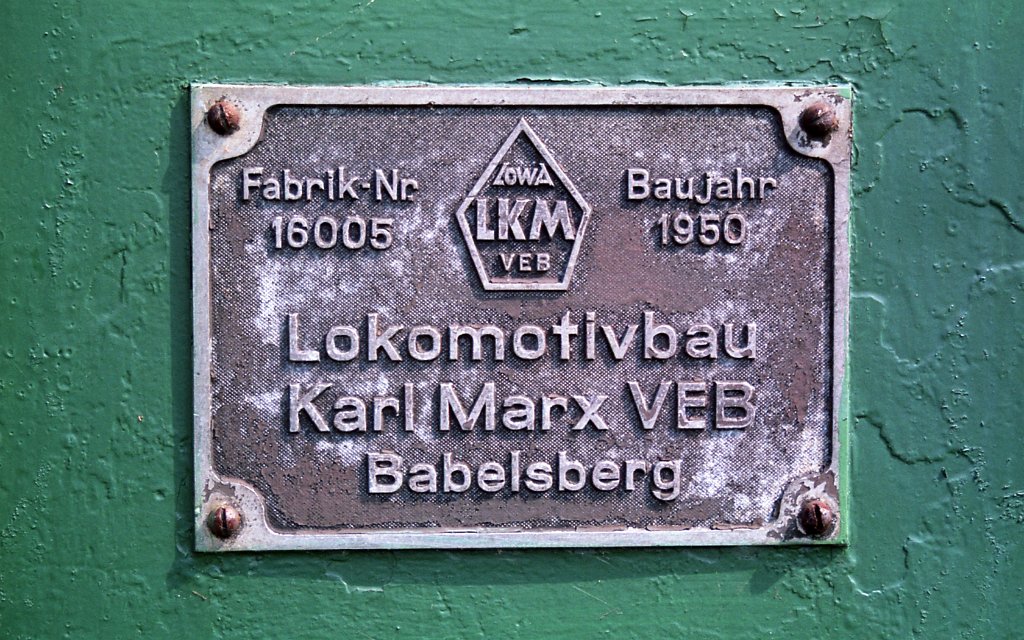 Fabrik-Nr.
16005
LOWA
LKM
VEB
Baujahr
1950
Lokomotivbau
Karl Marx VEB
Babelsberg